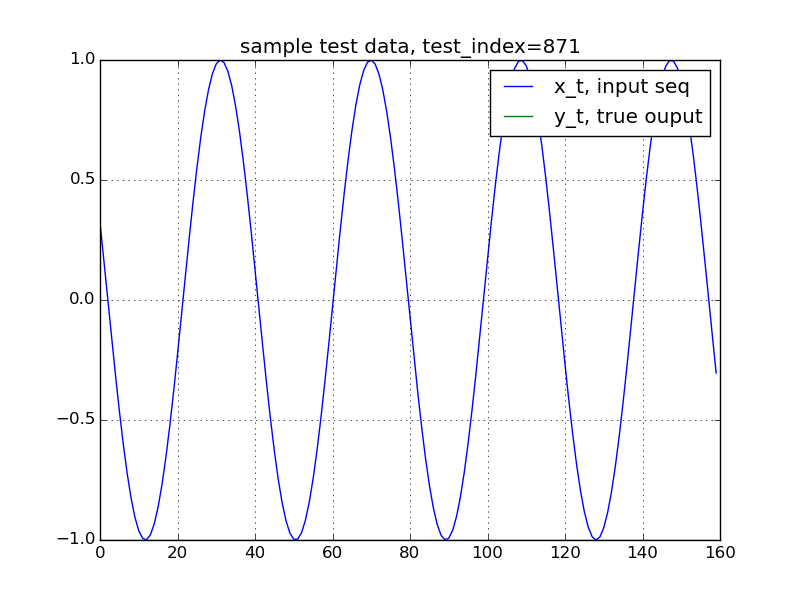 sample test data, test_index=871
x_t, input seq
y_t, true ouput
1.0
0.5
0.0
−0.5
−1.0
0 20 40 60 80 100 120 140 160